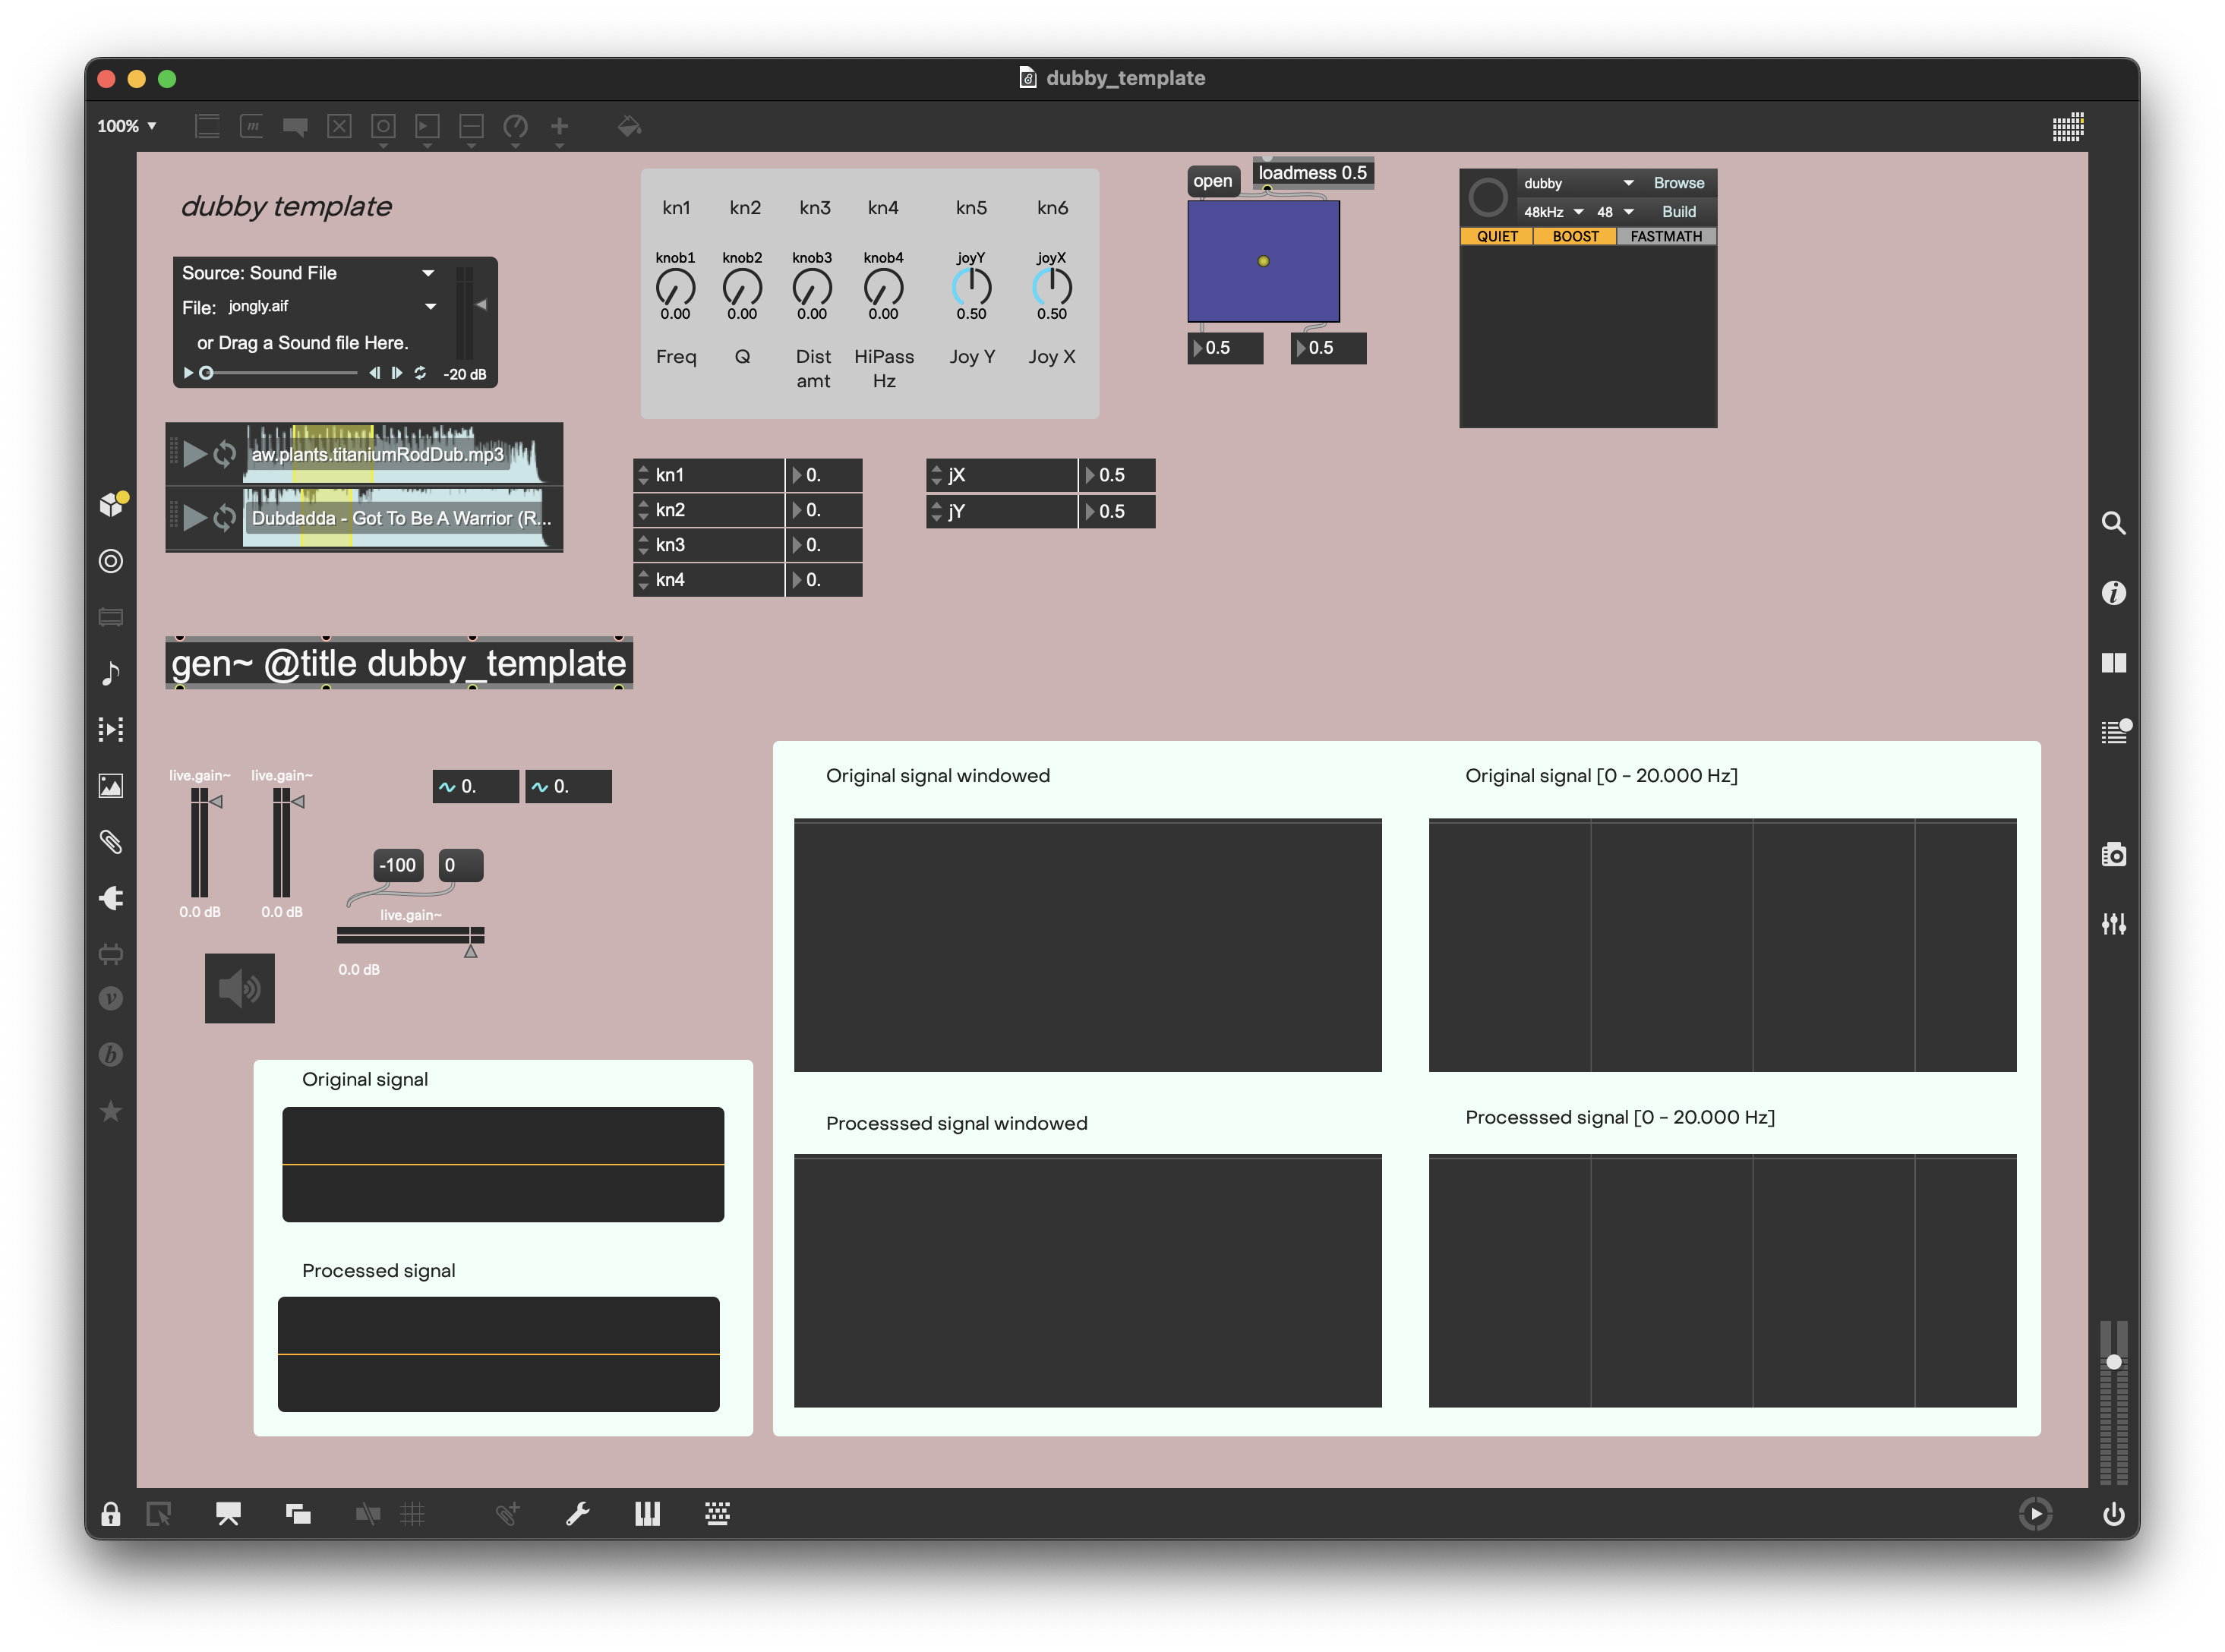 dubby_template
100%
dubby template
Source: Sound File
File: jongly.aif
or Drag a Sound file Here.
-20 dB
aw.plants.titaniumRodDub.mp3
Dubdadda - Got To Be A Warrior (R...
kn1 kn2 kn3 kn4 kn5 kn6
knob1 knob2 knob3 knob4 joyY joyX
0.00 0.00 0.00 0.00 0.50 0.50
Freq Q Dist amt HiPass Hz Joy Y Joy X
open
loadmess 0.5
0.5 0.5
dubby Browse
48kHz 48 Build
QUIET BOOST FASTMATH
kn1 0.
kn2 0.
kn3 0.
kn4 0.
jX 0.5
jY 0.5
gen~ @title dubby_template
live.gain~ live.gain~
0.0 dB 0.0 dB
0. 0.
-100 0
live.gain~
0.0 dB
Original signal
Processed signal
Original signal windowed
Original signal [0 - 20.000 Hz]
Processsed signal windowed
Processsed signal [0 - 20.000 Hz]